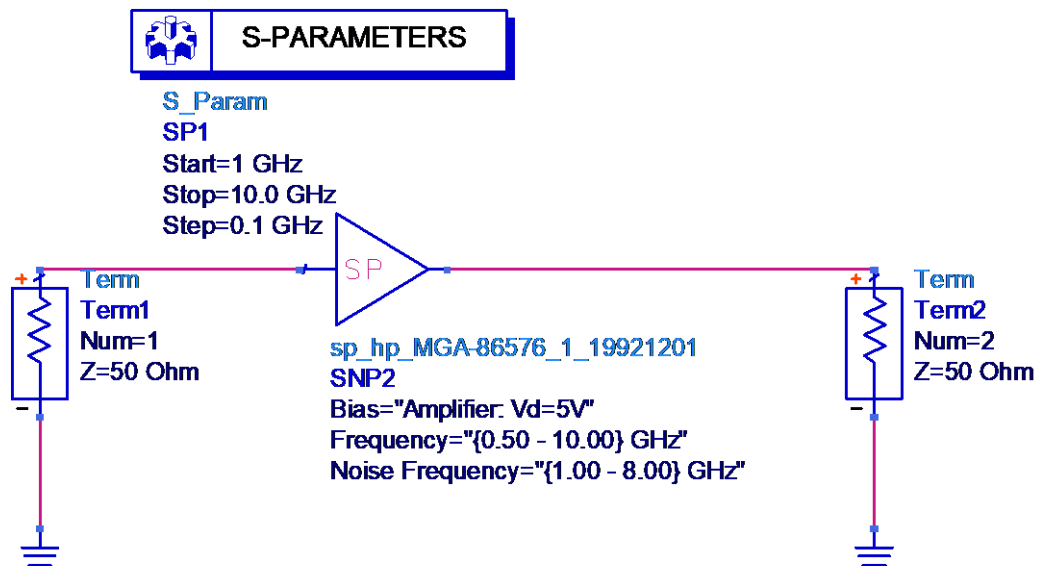 S-PARAMETERS
S_Param
SP1
Start=1 GHz
Stop=10.0 GHz
Step=0.1 GHz
SP
+
Term
Term1
Num=1
Z=50 Ohm
-
sp_hp_MGA-86576_1_19921201
SNP2
Bias="Amplifier: Vd=5V"
Frequency="{0.50 - 10.00} GHz"
Noise Frequency="{1.00 - 8.00} GHz"
+
Term
Term2
Num=2
Z=50 Ohm
-